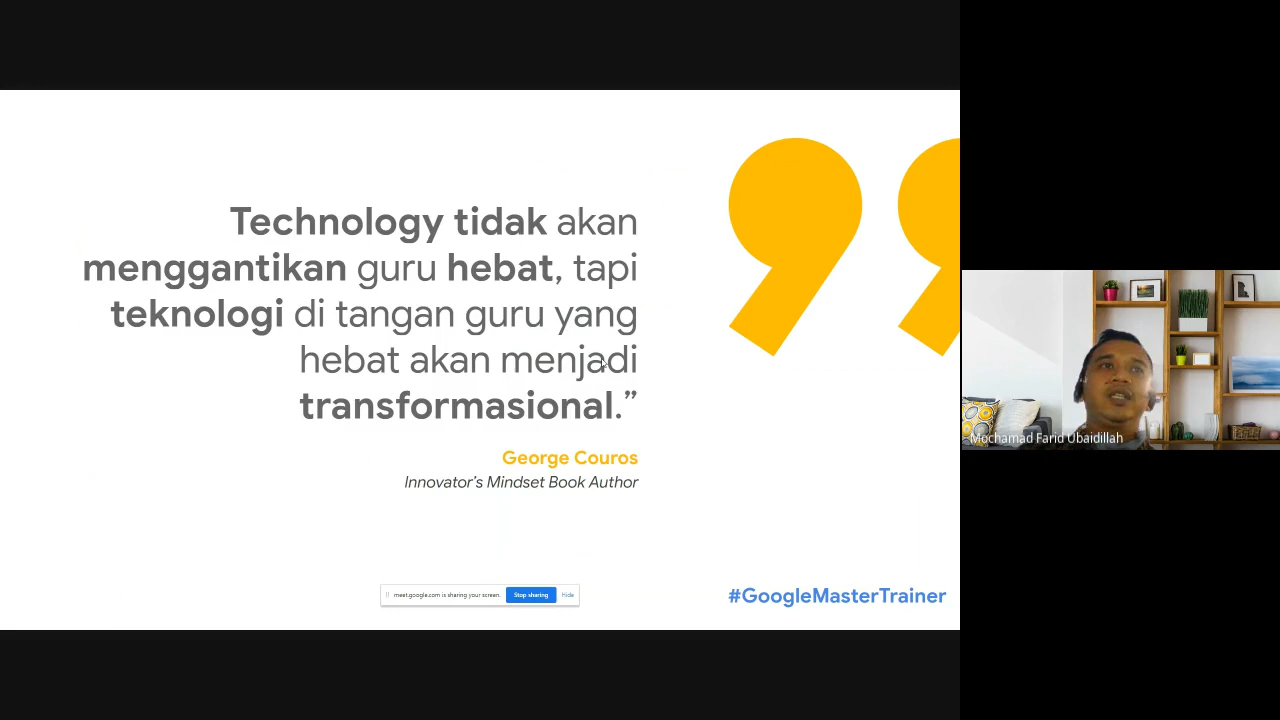 Technology tidak akan
menggantikan guru hebat, tapi
teknologi di tangan guru yang
hebat akan menjadi
transformasional.”
George Couros
Innovator's Mindset Book Author
meet.google.com is sharing your screen.
Stop sharing
Hide
#GoogleMasterTrainer
Mochamad Farid Ubaidillah